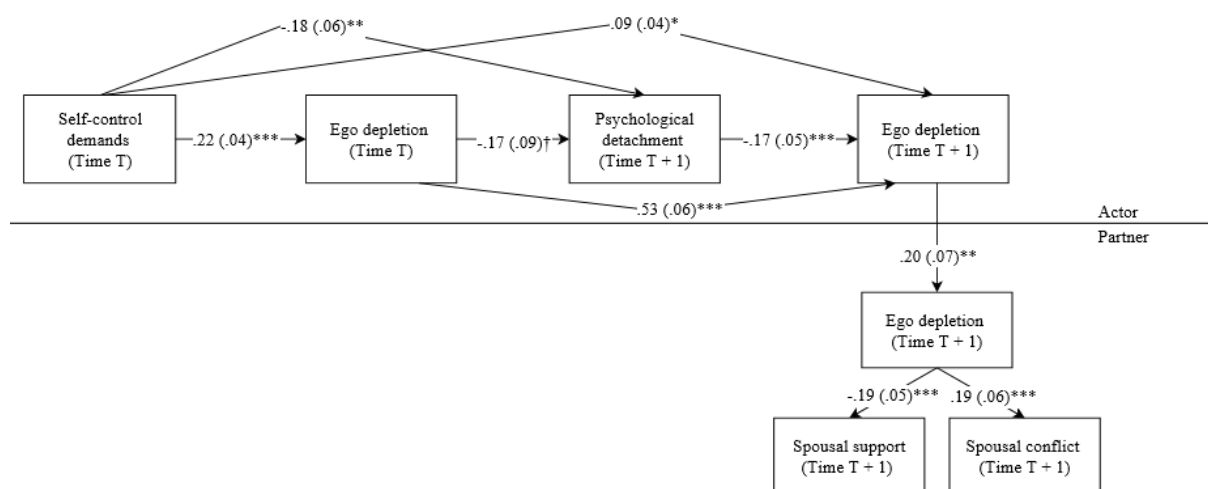 -.18 (.06)**
.09 (.04)*
Self-control
demands
(Time T)
.22 (.04)***
Ego depletion
(Time T)
-.17 (.09)†
Psychological
detachment
(Time T + 1)
-.17 (.05)***
Ego depletion
(Time T + 1)
.53 (.06)***
Actor
Partner
.20 (.07)**
Ego depletion
(Time T + 1)
-.19 (.05)***
.19 (.06)***
Spousal support
(Time T + 1)
Spousal conflict
(Time T + 1)